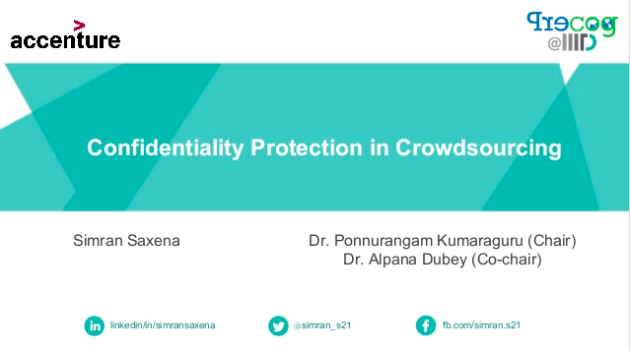 accenture
Precog
@IIITD
Confidentiality Protection in Crowdsourcing
Simran Saxena
Dr. Ponnurangam Kumaraguru (Chair)
Dr. Alpana Dubey (Co-chair)
linkedin/in/simransaxena
@simran_s21
fb.com/simran.s21